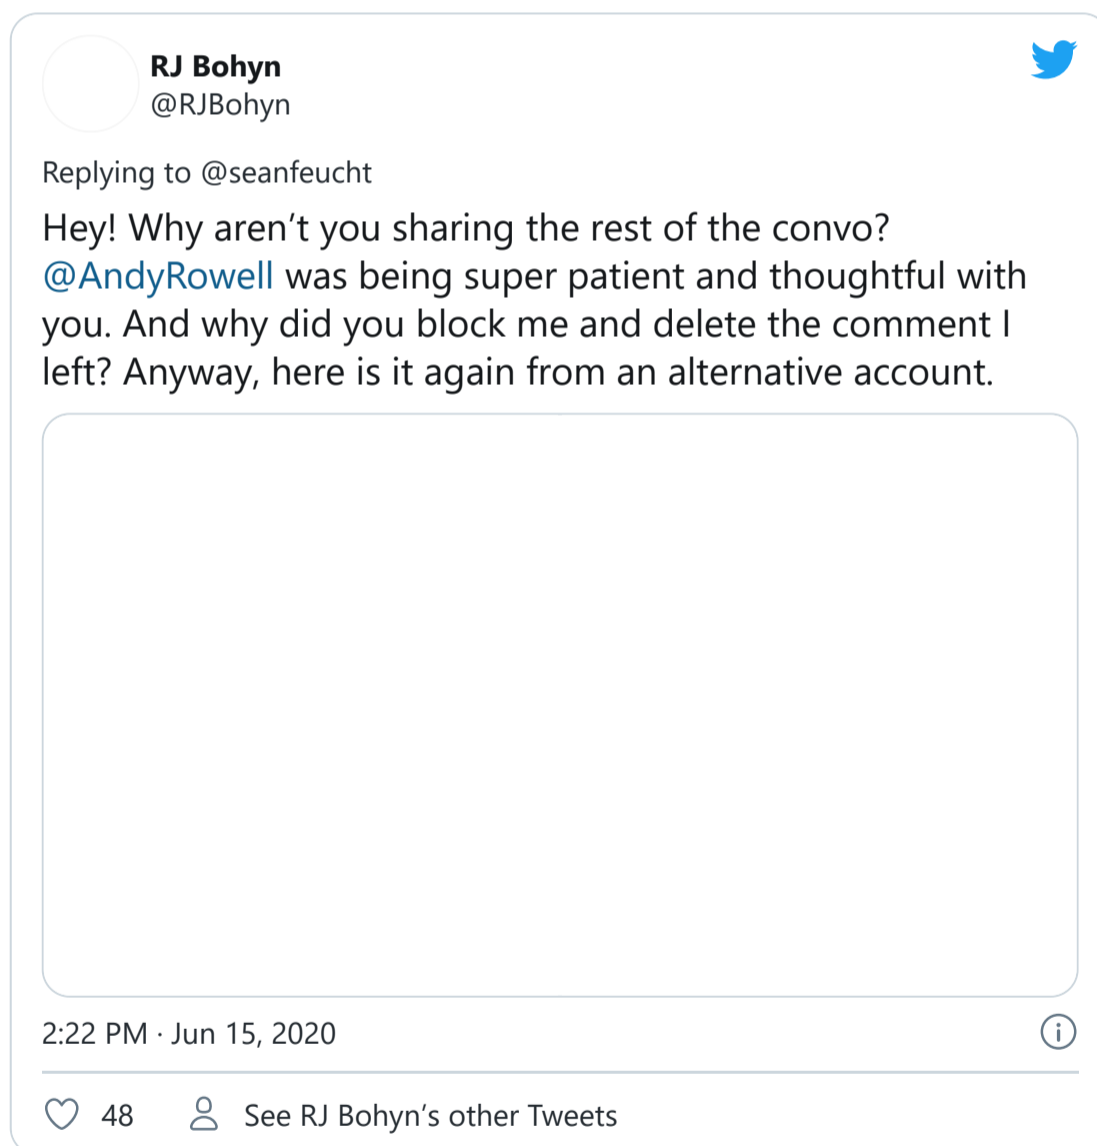 RJ Bohyn
@RJBohyn
Replying to @seanfeucht
Hey! Why aren’t you sharing the rest of the convo?
@AndyRowell was being super patient and thoughtful with
you. And why did you block me and delete the comment I
left? Anyway, here is it again from an alternative account.
2:22 PM · Jun 15, 2020
48 See RJ Bohyn’s other Tweets